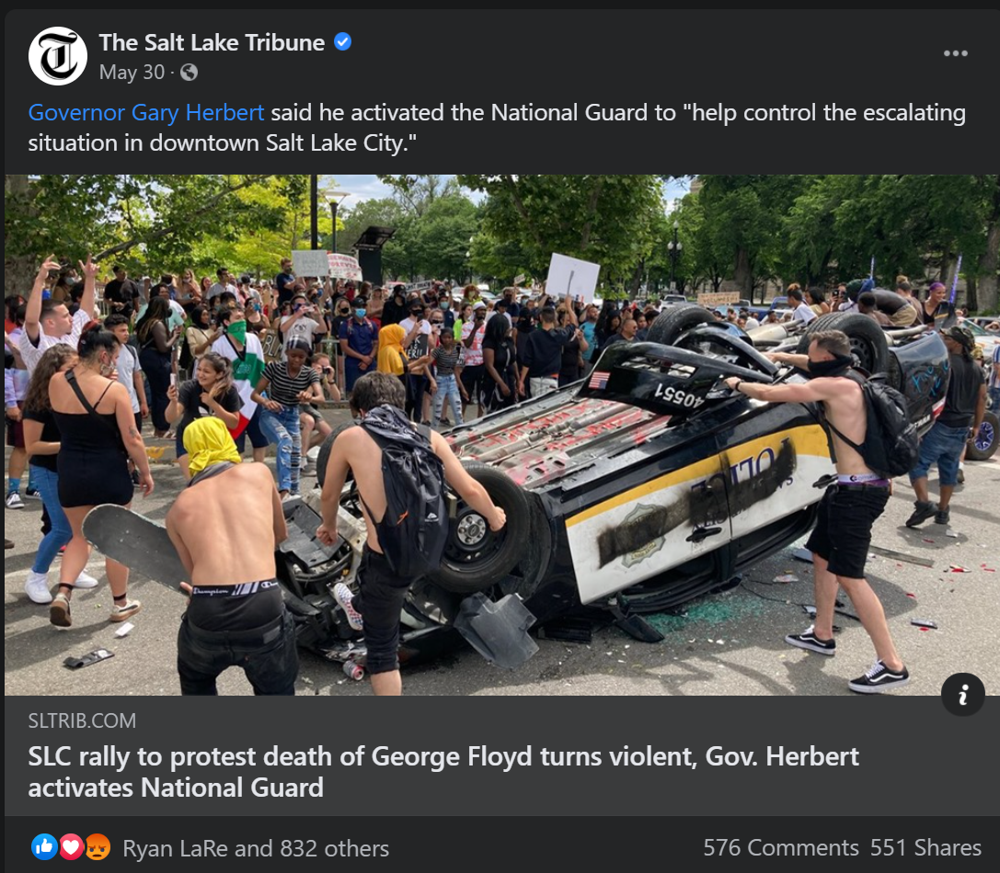 The Salt Lake Tribune
May 30 ·
Governor Gary Herbert said he activated the National Guard to "help control the escalating
situation in downtown Salt Lake City."
40551
POLICE
Champion
SLTRIB.COM
SLC rally to protest death of George Floyd turns violent, Gov. Herbert
activates National Guard
Ryan LaRe and 832 others
576 Comments 551 Shares